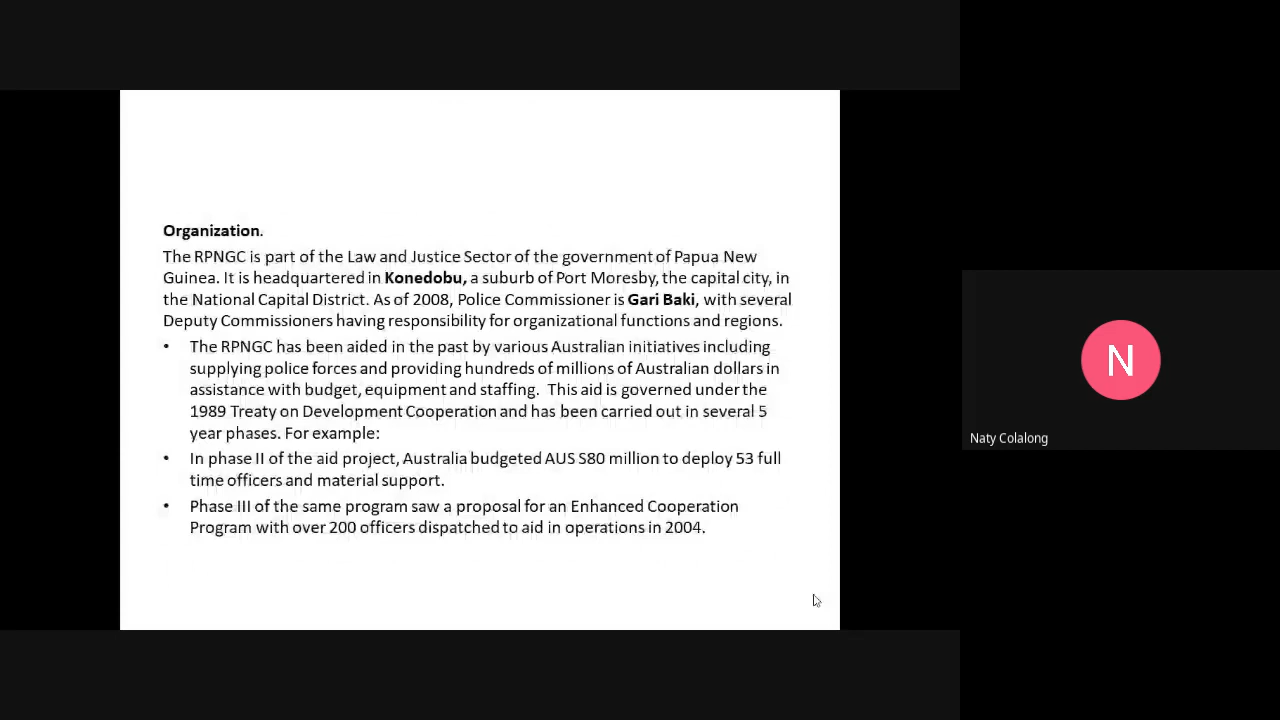 Organization.
The RPNGC is part of the Law and Justice Sector of the government of Papua New
Guinea. It is headquartered in Konedobu, a suburb of Port Moresby, the capital city, in
the National Capital District. As of 2008, Police Commissioner is Gari Baki, with several
Deputy Commissioners having responsibility for organizational functions and regions.
• The RPNGC has been aided in the past by various Australian initiatives including
supplying police forces and providing hundreds of millions of Australian dollars in
assistance with budget, equipment and staffing. This aid is governed under the
1989 Treaty on Development Cooperation and has been carried out in several 5
year phases. For example:
• In phase II of the aid project, Australia budgeted AUS S80 million to deploy 53 full
time officers and material support.
• Phase III of the same program saw a proposal for an Enhanced Cooperation
Program with over 200 officers dispatched to aid in operations in 2004.
N
Naty Colalong